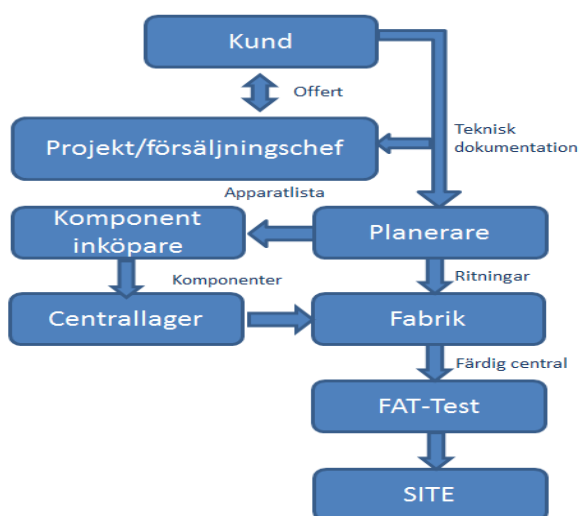 Kund
Offert
Projekt/försäljningschef
Teknisk
dokumentation
Apparatlista
Komponent
inköpare
Planerare
Komponenter
Ritningar
Centrallager
Fabrik
Färdig central
FAT-Test
SITE